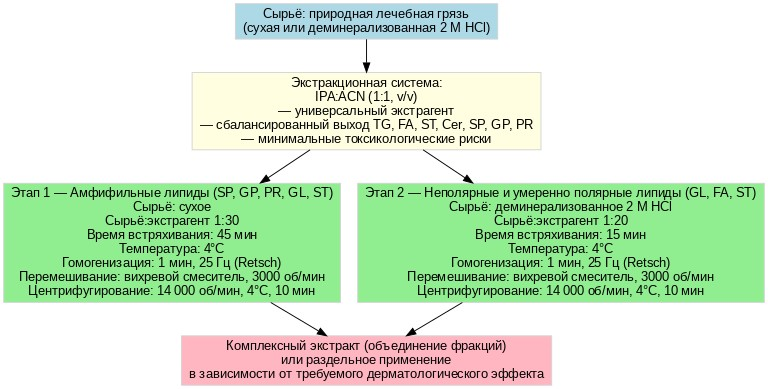 Сырьё: природная лечебная грязь
(сухая или деминерализованная 2 М HCl)
Экстракционная система:
IPA:ACN (1:1, v/v)
— универсальный экстрагент
— сбалансированный выход TG, FA, ST, Cer, SP, GP, PR
— минимальные токсикологические риски
Этап 1 — Амфифильные липиды (SP, GP, PR, GL, ST)
Сырьё: сухое
Сырьё:экстрагент 1:30
Время встряхивания: 45 мин
Температура: 4°C
Гомогенизация: 1 мин, 25 Гц (Retsch)
Перемешивание: вихревой смеситель, 3000 об/мин
Центрифугирование: 14 000 об/мин, 4°C, 10 мин
Этап 2 — Неполярные и умеренно полярные липиды (GL, FA, ST)
Сырьё: деминерализованное 2 М HCl
Сырьё:экстрагент 1:20
Время встряхивания: 15 мин
Температура: 4°C
Гомогенизация: 1 мин, 25 Гц (Retsch)
Перемешивание: вихревой смеситель, 3000 об/мин
Центрифугирование: 14 000 об/мин, 4°C, 10 мин
Комплексный экстракт (объединение фракций)
или раздельное применение
в зависимости от требуемого дерматологического эффекта